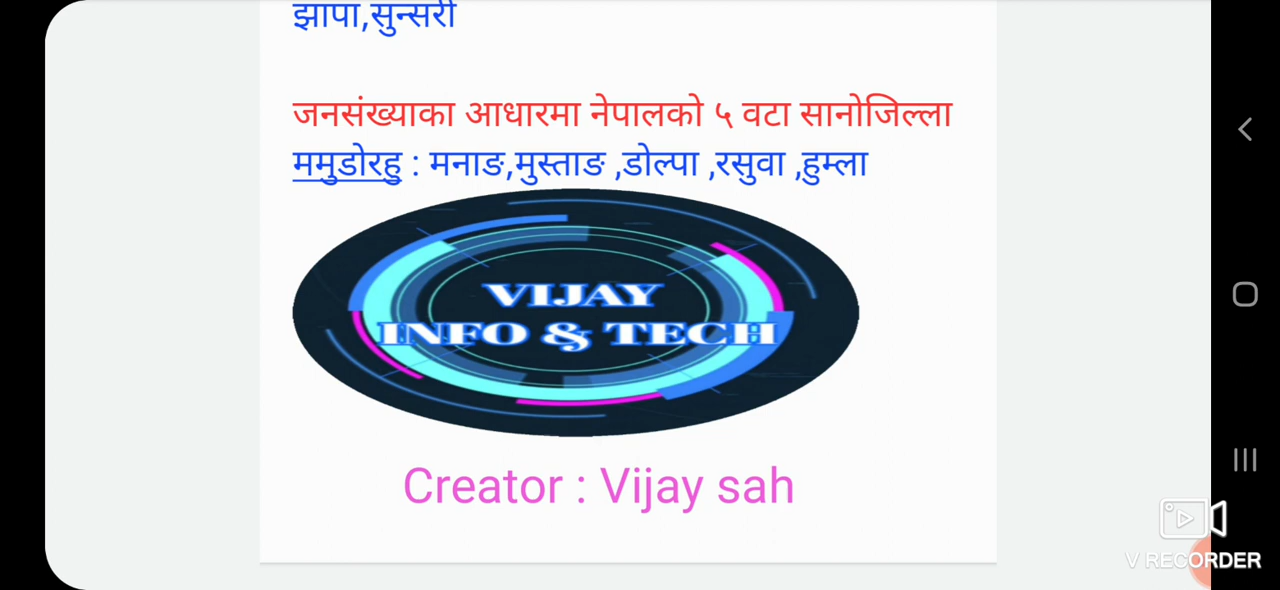 झापा,सुन्सरी
जनसंख्याका आधारमा नेपालको ५ वटा सानोजिल्ला
ममुडोरहु : मनाङ,मुस्ताङ ,डोल्पा ,रसुवा ,हुम्ला
VIJAY
INFO & TECH
Creator : Vijay sah
V RECORDER